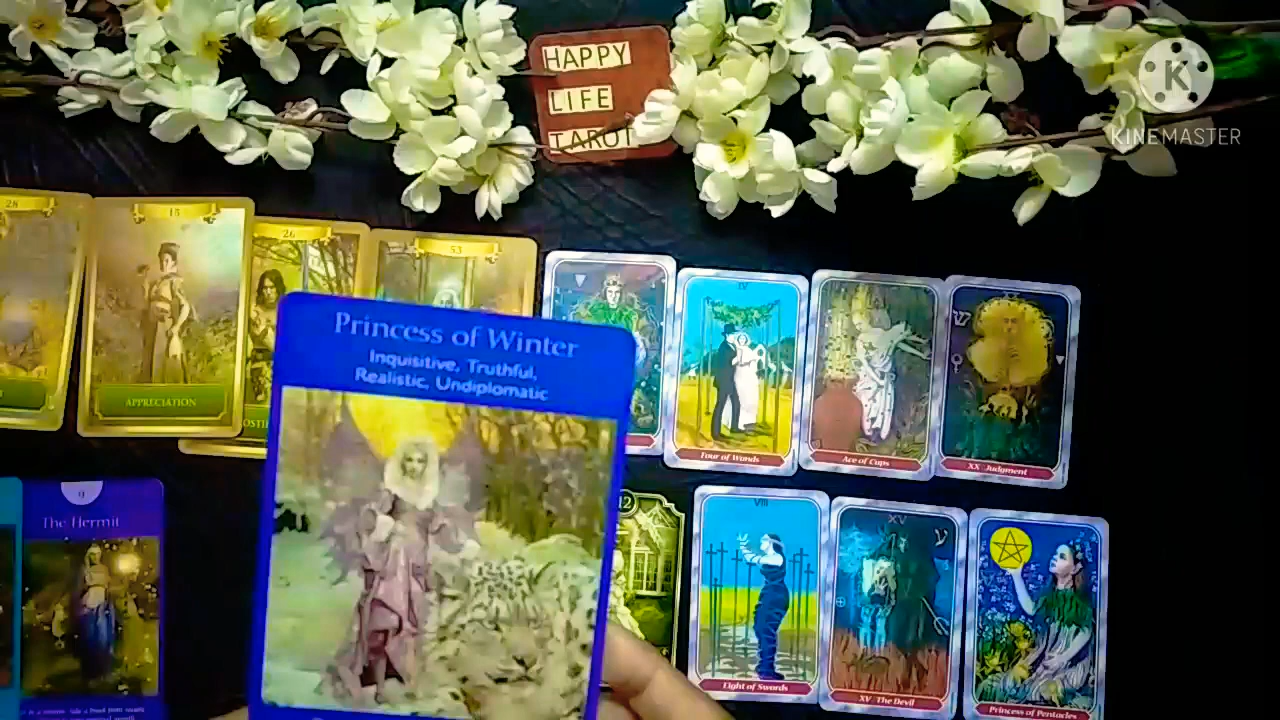 HAPPY
LIFE
TAROT
K
KINEMASTER
28
15
26
53
APPRECIATION
IV
Four of Wands
Ace of Cups
XX Judgment
Princess of Winter
Inquisitive, Truthful,
Realistic, Undiplomatic
9
The Hermit
12
VIII
Eight of Swords
XV
XV The Devil
Princess of Pentacles